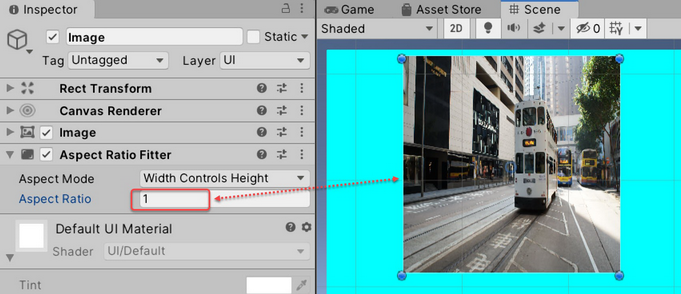 Inspector
Image
Static
Tag Untagged Layer UI
Rect Transform
Canvas Renderer
Image
Aspect Ratio Fitter
Aspect Mode Width Controls Height
Aspect Ratio 1
Default UI Material
Shader UI/Default
Tint
Game Asset Store Scene
Shaded 2D 0